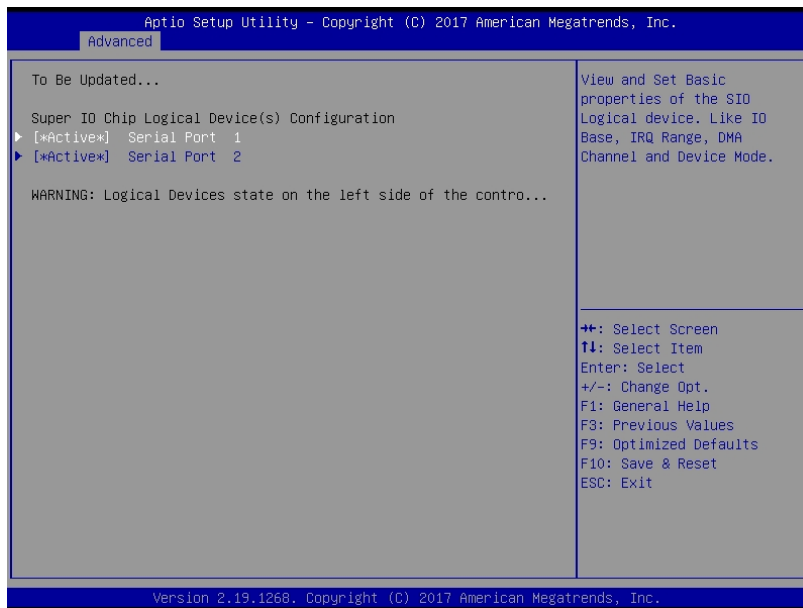 Aptio Setup Utility – Copyright (C) 2017 American Megatrends, Inc.
Advanced
To Be Updated...
Super IO Chip Logical Device(s) Configuration
[*Active*] Serial Port 1
[*Active*] Serial Port 2
WARNING: Logical Devices state on the left side of the contro...
View and Set Basic
properties of the SIO
Logical device. Like IO
Base, IRQ Range, DMA
Channel and Device Mode.
→←: Select Screen
↑↓: Select Item
Enter: Select
+/-: Change Opt.
F1: General Help
F3: Previous Values
F9: Optimized Defaults
F10: Save & Reset
ESC: Exit
Version 2.19.1268. Copyright (C) 2017 American Megatrends, Inc.